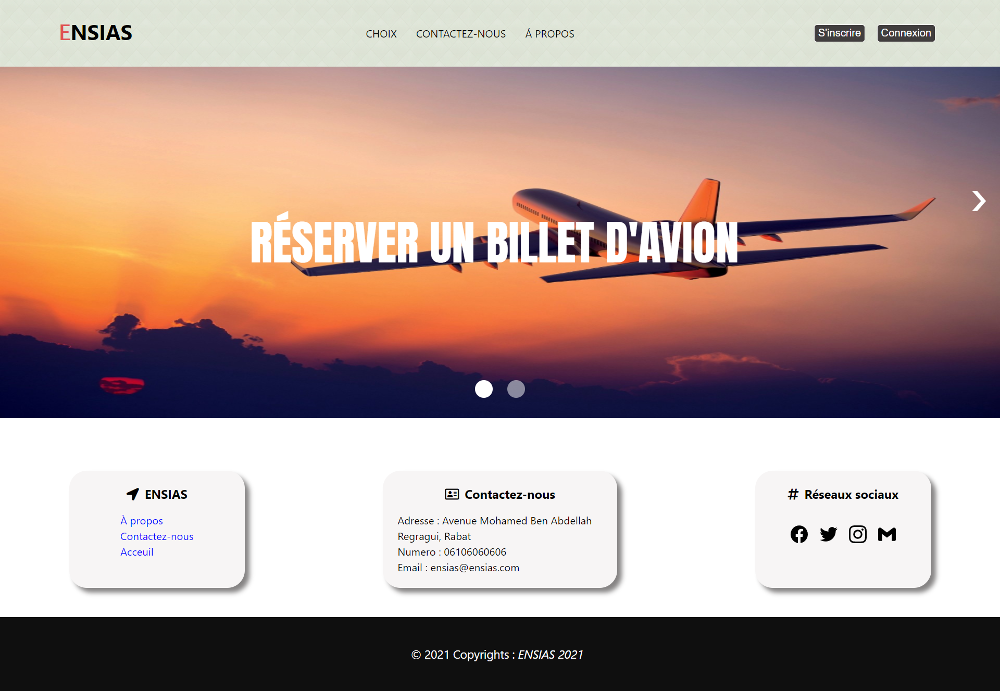 ENSIAS
CHOIX CONTACTEZ-NOUS Á PROPOS
S'inscrire Connexion
RÉSERVER UN BILLET D'AVION
ENSIAS
À propos
Contactez-nous
Acceuil
Contactez-nous
Adresse : Avenue Mohamed Ben Abdellah
Regragui, Rabat
Numero : 06106060606
Email : ensias@ensias.com
# Réseaux sociaux
© 2021 Copyrights : ENSIAS 2021